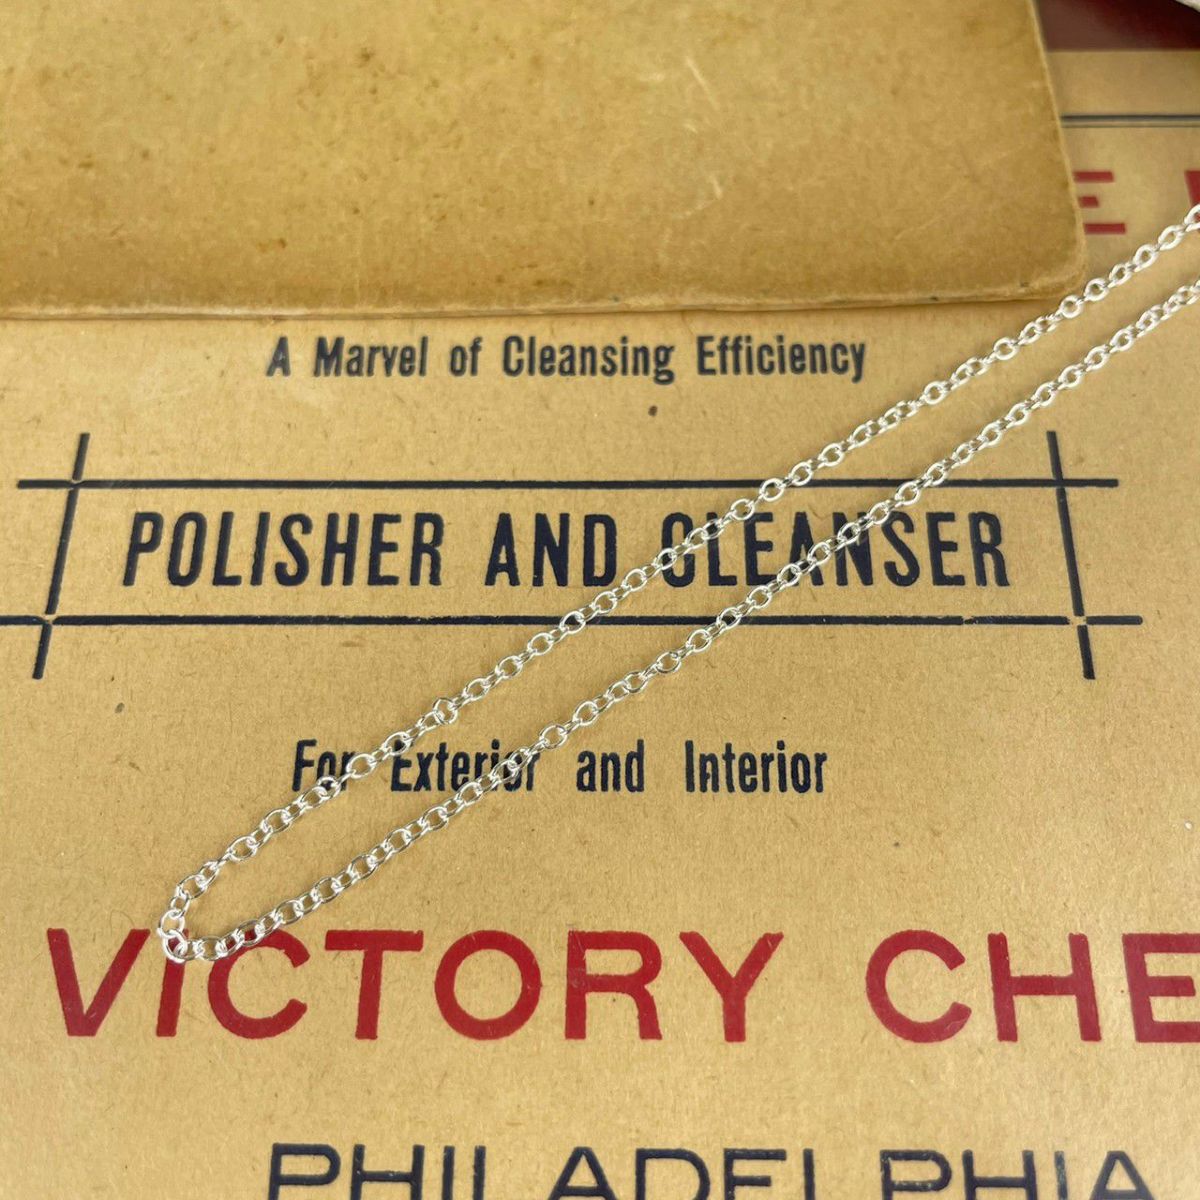 E
A Marvel of Cleansing Efficiency
POLISHER AND CLEANSER
For Exterior and Interior
VICTORY CHE
PHILADELPHIA